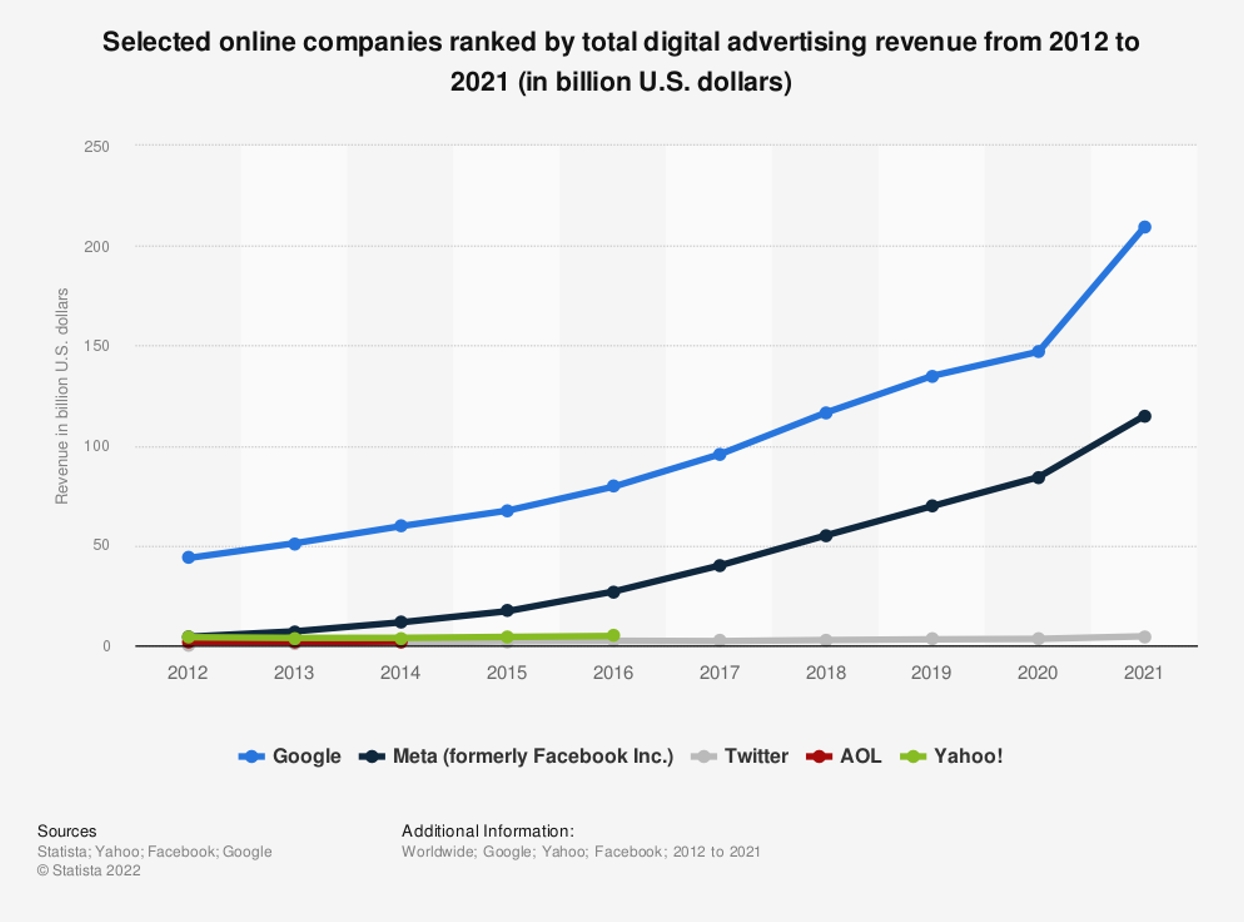 Selected online companies ranked by total digital advertising revenue from 2012 to
2021 (in billion U.S. dollars)
Revenue in billion U.S. dollars
250
200
150
100
50
0
2012 2013 2014 2015 2016 2017 2018 2019 2020 2021
Google Meta (formerly Facebook Inc.) Twitter AOL Yahoo!
Sources
Statista; Yahoo; Facebook; Google
© Statista 2022
Additional Information:
Worldwide; Google; Yahoo; Facebook; 2012 to 2021